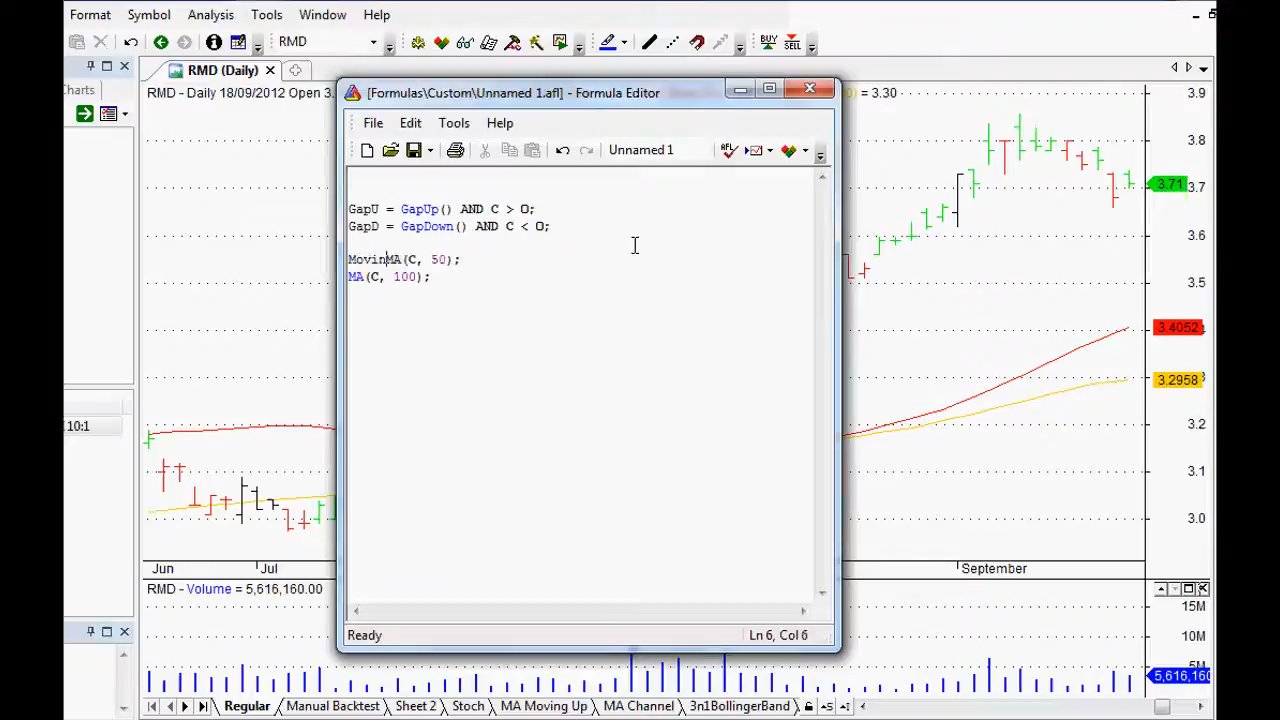 Format Symbol Analysis Tools Window Help
RMD
BUY SELL
RMD (Daily)
harts
RMD - Daily 18/09/2012 Open 3.
) = 3.30
[Formulas\Custom\Unnamed 1.afl] - Formula Editor
File Edit Tools Help
Unnamed 1
AFL
GapU = GapUp() AND C > O;
GapD = GapDown() AND C < O;
MovinMA(C, 50);
MA(C, 100);
Ready
Ln 6, Col 6
3.9
3.8
3.71
3.7
3.6
3.5
3.4052
3.2958
3.2
3.1
3.0
10:1
Jun Jul September
RMD - Volume = 5,616,160.00
15M
10M
5M
5,616,160
Regular Manual Backtest Sheet 2 Stoch MA Moving Up MA Channel 3n1BollingerBand